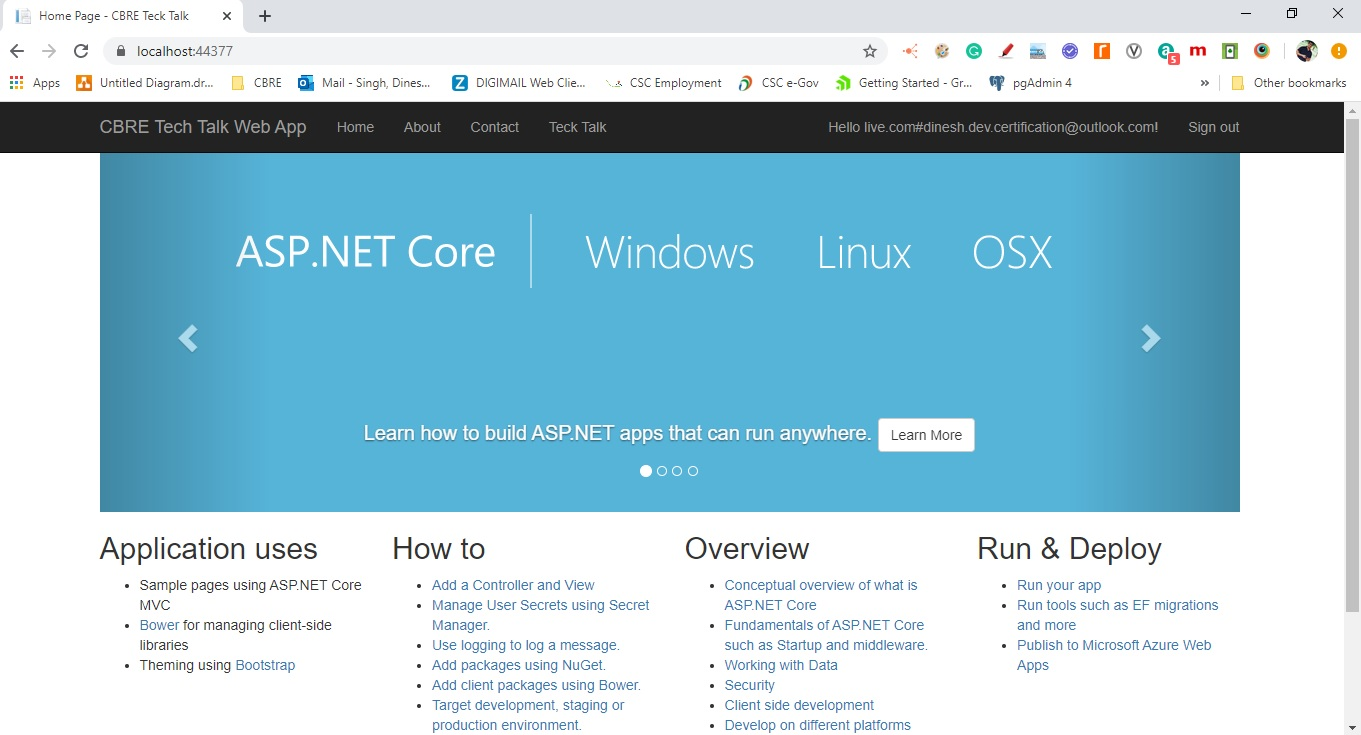 Home Page - CBRE Teck Talk
localhost:44377
5
Apps Untitled Diagram.dr... CBRE Mail - Singh, Dines... DIGIMAIL Web Clie... CSC Employment CSC e-Gov Getting Started - Gr... pgAdmin 4 » Other bookmarks
CBRE Tech Talk Web App Home About Contact Teck Talk Hello live.com#dinesh.dev.certification@outlook.com! Sign out
ASP.NET Core Windows Linux OSX
Learn how to build ASP.NET apps that can run anywhere. Learn More
Application uses
Sample pages using ASP.NET Core
MVC
Bower for managing client-side
libraries
Theming using Bootstrap
How to
Add a Controller and View
Manage User Secrets using Secret
Manager.
Use logging to log a message.
Add packages using NuGet.
Add client packages using Bower.
Target development, staging or
production environment.
Overview
Conceptual overview of what is
ASP.NET Core
Fundamentals of ASP.NET Core
such as Startup and middleware.
Working with Data
Security
Client side development
Develop on different platforms
Run & Deploy
Run your app
Run tools such as EF migrations
and more
Publish to Microsoft Azure Web
Apps